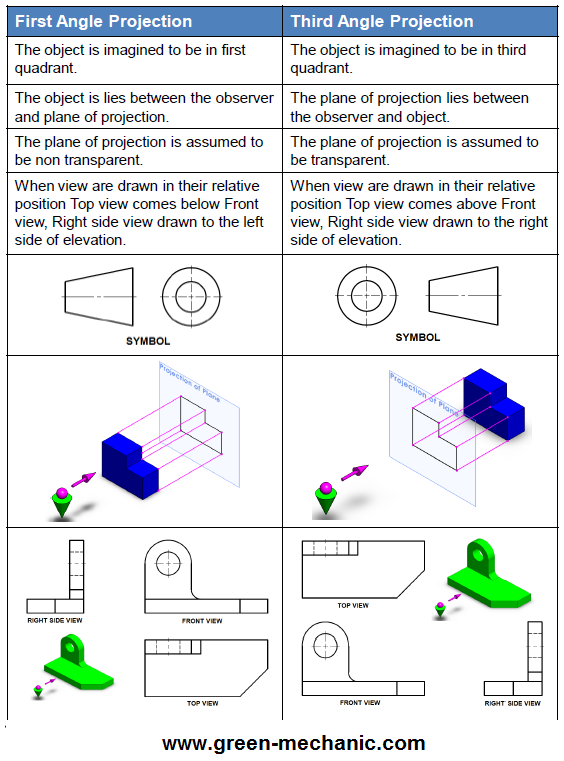 First Angle Projection
Third Angle Projection
The object is imagined to be in first
quadrant.
The object is imagined to be in third
quadrant.
The object is lies between the observer
and plane of projection.
The plane of projection lies between
the observer and object.
The plane of projection is assumed to
be non transparent.
The plane of projection is assumed to
be transparent.
When view are drawn in their relative
position Top view comes below Front
view, Right side view drawn to the left
side of elevation.
When view are drawn in their relative
position Top view comes above Front
view, Right side view drawn to the right
side of elevation.
SYMBOL
SYMBOL
Projection of Plane
Projection of Plane
RIGHT SIDE VIEW
FRONT VIEW
TOP VIEW
TOP VIEW
FRONT VIEW
RIGHT SIDE VIEW
www.green-mechanic.com